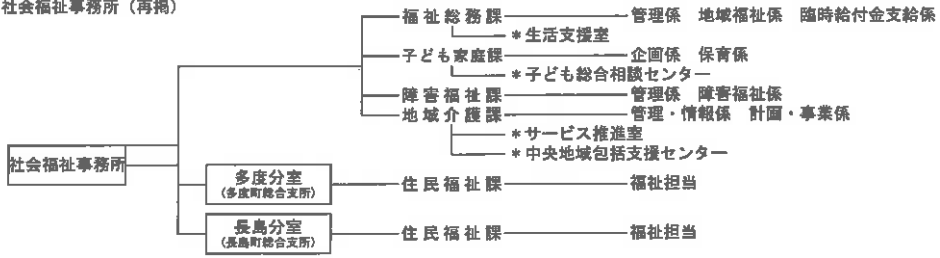 社会福祉事務所（再掲）
福祉総務課 管理係 地域福祉係 臨時給付金支給係
＊生活支援室
子ども家庭課 企画係 保育係
＊子ども総合相談センター
障害福祉課 管理係 障害福祉係
地域介護課 管理・情報係 計画・事業係
＊サービス推進室
＊中央地域包括支援センター
社会福祉事務所
多度分室 住民福祉課 福祉担当
（多度町総合支所）
長島分室 住民福祉課 福祉担当
（長島町総合支所）